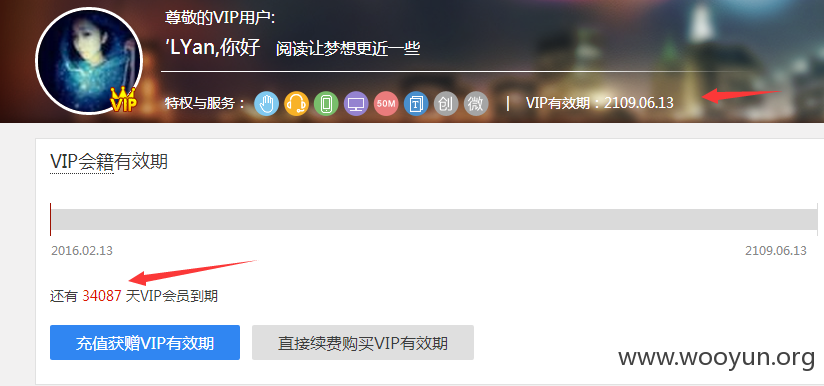 尊敬的VIP用户:
'LYan,你好 阅读让梦想更近一些
VIP
特权与服务： 50M T 创 微 | VIP有效期：2109.06.13
VIP会籍有效期
2016.02.13 2109.06.13
还有 34087 天VIP会员到期
充值获赠VIP有效期 直接续费购买VIP有效期
www.wooyun.org